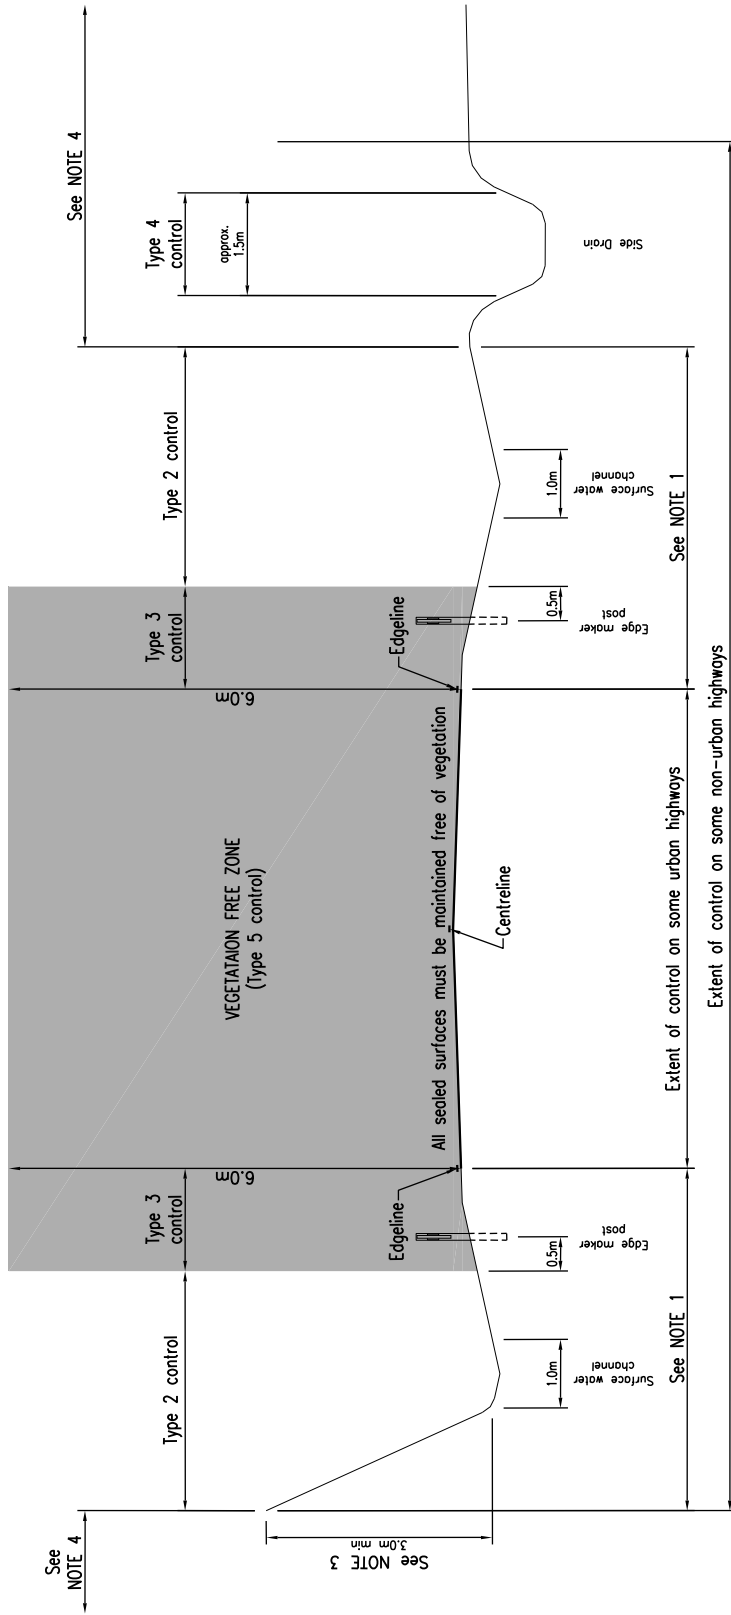 See
NOTE 4
See NOTE 4
Type 2 control
Type 3
control
VEGETATAION FREE ZONE
(Type 5 control)
Type 3
control
Type 2 control
Type 4
control
approx.
1.5m
6.0m
6.0m
See NOTE 3
3.0m min
Edgeline
All sealed surfaces must be maintained free of vegetation
Edgeline
Centreline
1.0m
Surface water
channel
0.5m
Edge maker
post
0.5m
Edge maker
post
1.0m
Surface water
channel
Side Drain
See NOTE 1
Extent of control on some urban highways
See NOTE 1
Extent of control on some non-urban highways